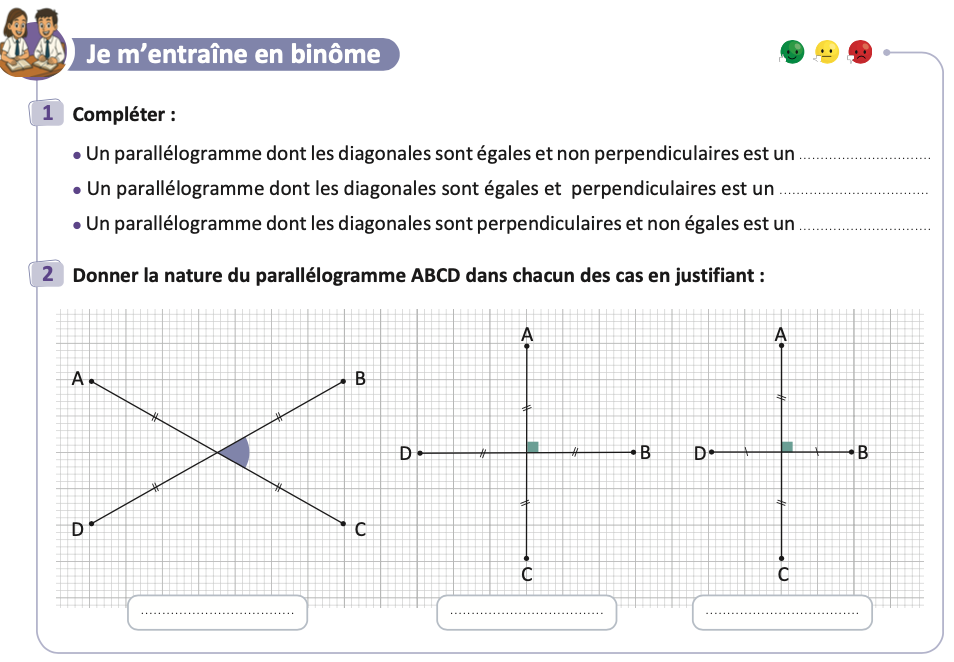 Je m'entraîne en binôme
1 Compléter :
• Un parallélogramme dont les diagonales sont égales et non perpendiculaires est un ................................
• Un parallélogramme dont les diagonales sont égales et perpendiculaires est un ....................................
• Un parallélogramme dont les diagonales sont perpendiculaires et non égales est un ................................
2 Donner la nature du parallélogramme ABCD dans chacun des cas en justifiant :
A B
D C
A
D B
C
A
D B
C
...................................... ...................................... ......................................